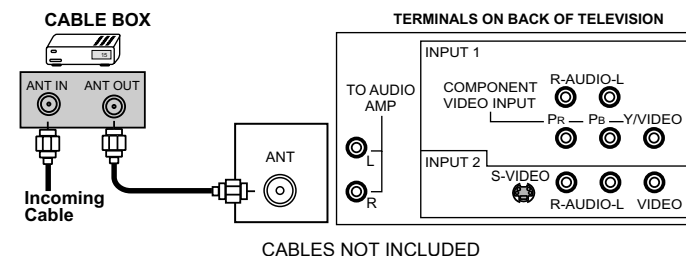 CABLE BOX
15
ANT IN
ANT OUT
Incoming
Cable
ANT
TERMINALS ON BACK OF TELEVISION
TO AUDIO
AMP
L
R
INPUT 1
COMPONENT
VIDEO INPUT
R-AUDIO-L
PR
PB
Y/VIDEO
INPUT 2
S-VIDEO
R-AUDIO-L
VIDEO
CABLES NOT INCLUDED